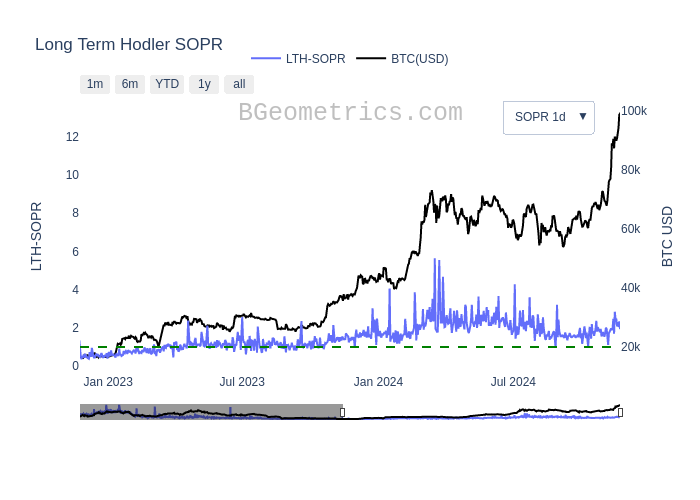 Long Term Hodler SOPR
LTH-SOPR
BTC(USD)
1m
6m
YTD
1y
all
BGeometrics.com
SOPR 1d
▼
100k
80k
60k
40k
20k
12
10
8
6
4
2
0
LTH-SOPR
BTC USD
Jan 2023
Jul 2023
Jan 2024
Jul 2024